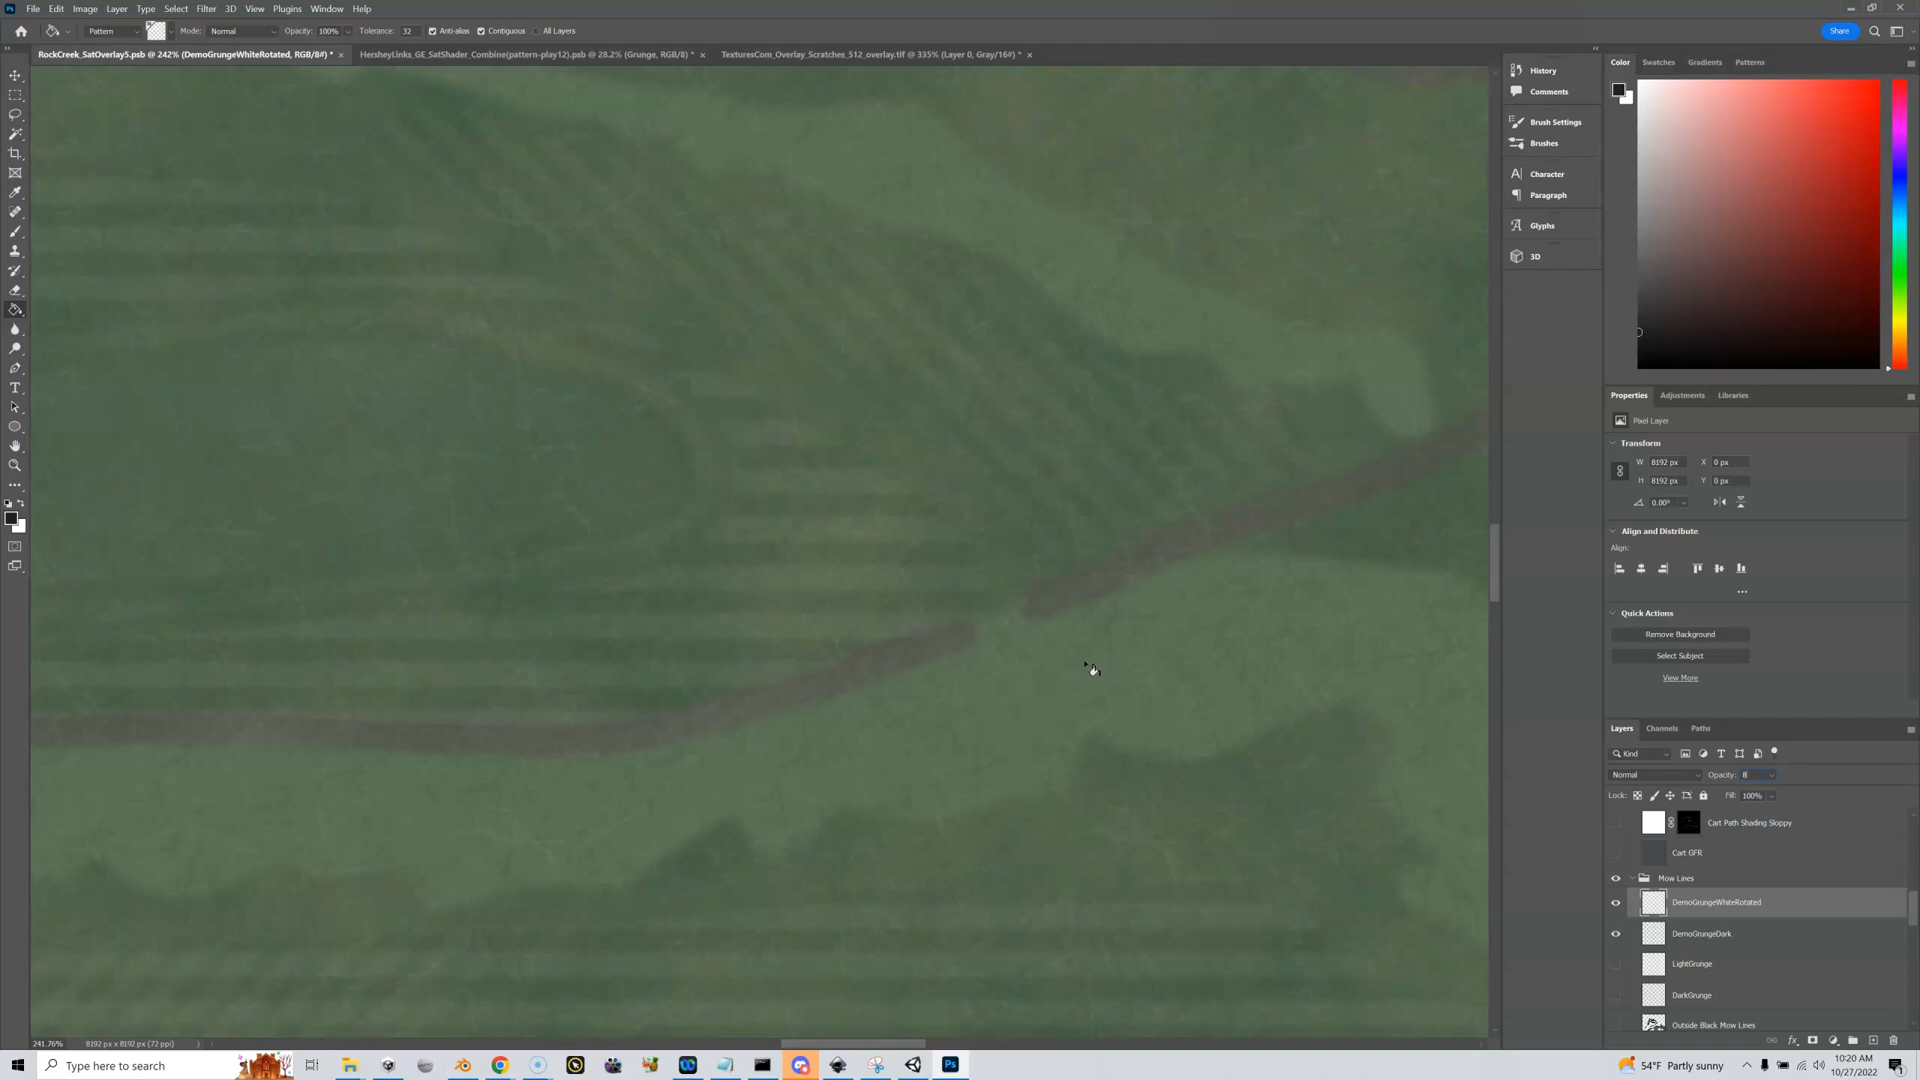 Ps File Edit Image Layer Type Select Filter 3D View Plugins Window Help
Pattern Mode: Normal Opacity: 100% Tolerance: 32 Anti-alias Contiguous All Layers Share
RockCreek_SatOverlay5.psb @ 242% (DemoGrungeWhiteRotated, RGB/8#) * × HersheyLinks_GE_SatShader_Combine(pattern-play12).psb @ 28.2% (Grunge, RGB/8) * × TexturesCom_Overlay_Scratches_512_overlay.tif @ 335% (Layer 0, Gray/16#) * ×
History
Comments
Brush Settings
Brushes
Character
Paragraph
Glyphs
3D
Color Swatches Gradients Patterns
Properties Adjustments Libraries
Pixel Layer
Transform
W 8192 px X 0 px
H 8192 px Y 0 px
0.00°
Align and Distribute
Align:
Quick Actions
Remove Background
Select Subject
View More
Layers Channels Paths
Kind
Normal Opacity: 8
Lock: Fill: 100%
Cart Path Shading Sloppy
Cart GFR
Mow Lines
DemoGrungeWhiteRotated
DemoGrungeDark
LightGrunge
DarkGrunge
Outside Black Mow Lines
fx
241.76% 8192 px x 8192 px (72 ppi)
Type here to search
54°F Partly sunny
10:20 AM
10/27/2022